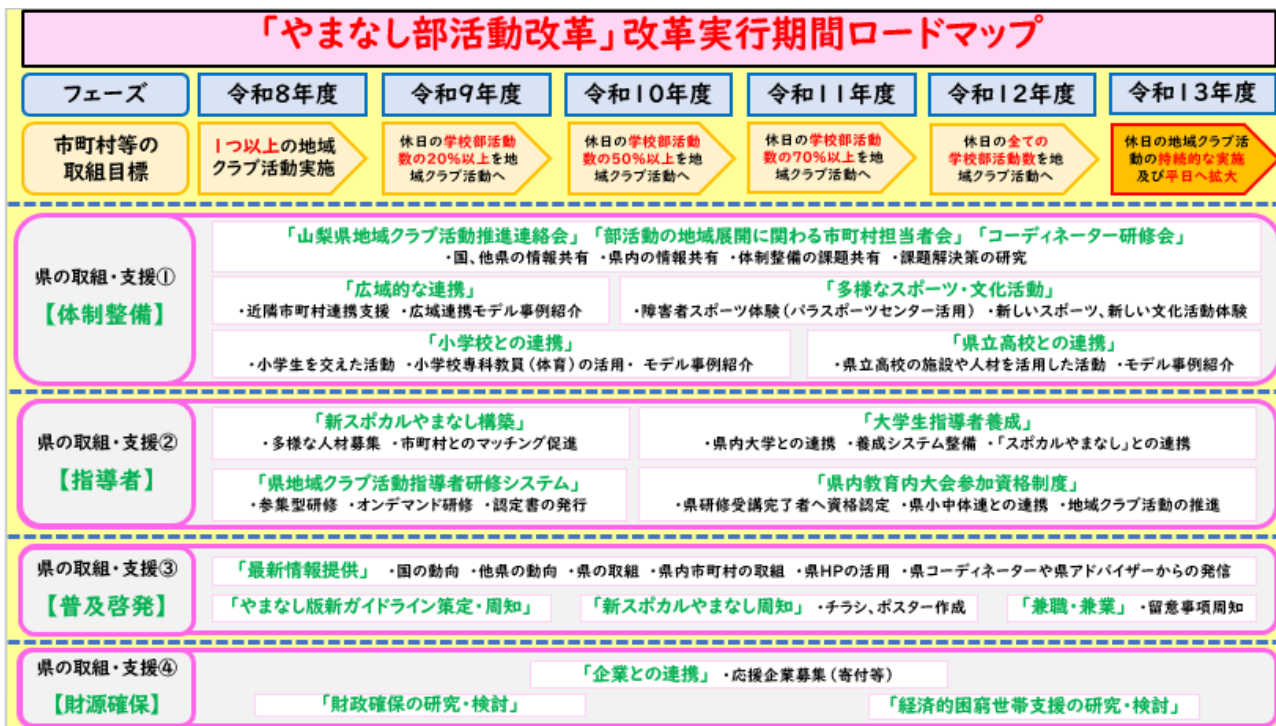 「やまなし部活動改革」改革実行期間ロードマップ
フェーズ
令和8年度
令和9年度
令和10年度
令和11年度
令和12年度
令和13年度
市町村等の
取組目標
1つ以上の地域
クラブ活動実施
休日の学校部活動
数の20%以上を地
域クラブ活動へ
休日の学校部活動
数の50%以上を地
域クラブ活動へ
休日の学校部活動
数の70%以上を地
域クラブ活動へ
休日の全ての
学校部活動数を地
域クラブ活動へ
休日の地域クラブ活
動の持続的な実施
及び平日へ拡大
県の取組・支援①
【体制整備】
「山梨県地域クラブ活動推進連絡会」「部活動の地域展開に関わる市町村担当者会」「コーディネーター研修会」
・国、他県の情報共有 ・県内の情報共有 ・体制整備の課題共有 ・課題解決策の研究
「広域的な連携」
・近隣市町村連携支援 ・広域連携モデル事例紹介
「多様なスポーツ・文化活動」
・障害者スポーツ体験(パラスポーツセンター活用) ・新しいスポーツ、新しい文化活動体験
「小学校との連携」
・小学生を交えた活動 ・小学校専科教員(体育)の活用・ モデル事例紹介
「県立高校との連携」
・県立高校の施設や人材を活用した活動 ・モデル事例紹介
県の取組・支援②
【指導者】
「新スポカルやまなし構築」
・多様な人材募集 ・市町村とのマッチング促進
「大学生指導者養成」
・県内大学との連携 ・養成システム整備 ・「スポカルやまなし」との連携
「県地域クラブ活動指導者研修システム」
・参集型研修 ・オンデマンド研修 ・認定書の発行
「県内教育内大会参加資格制度」
・県研修受講完了者へ資格認定 ・県小中体連との連携 ・地域クラブ活動の推進
県の取組・支援③
【普及啓発】
「最新情報提供」 ・国の動向 ・他県の動向 ・県の取組 ・県内市町村の取組 ・県HPの活用 ・県コーディネーターや県アドバイザーからの発信
「やまなし版新ガイドライン策定・周知」
「新スポカルやまなし周知」 ・チラシ、ポスター作成
「兼職・兼業」 ・留意事項周知
県の取組・支援④
【財源確保】
「企業との連携」 ・応援企業募集(寄付等)
「財政確保の研究・検討」
「経済的困窮世帯支援の研究・検討」